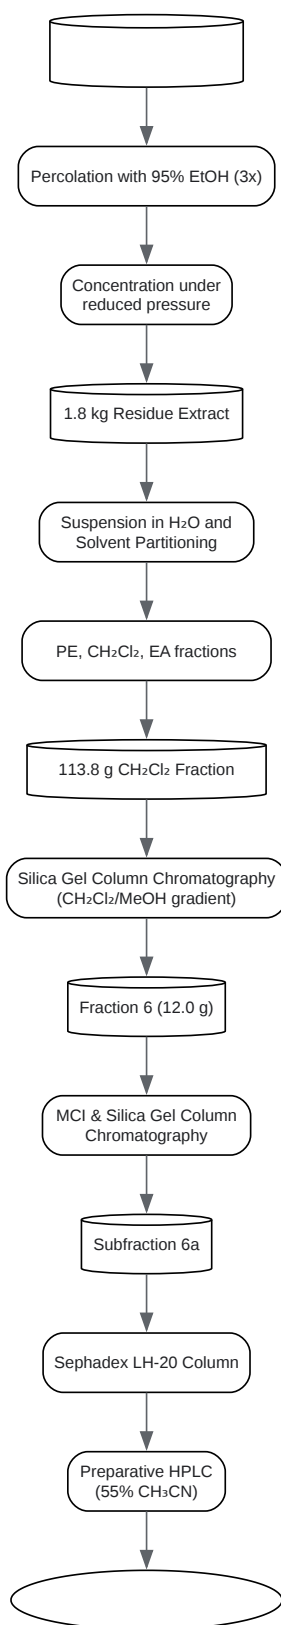 Percolation with 95% EtOH (3x)
Concentration under
reduced pressure
1.8 kg Residue Extract
Suspension in H₂O and
Solvent Partitioning
PE, CH₂Cl₂, EA fractions
113.8 g CH₂Cl₂ Fraction
Silica Gel Column Chromatography
(CH₂Cl₂/MeOH gradient)
Fraction 6 (12.0 g)
MCI & Silica Gel Column
Chromatography
Subfraction 6a
Sephadex LH-20 Column
Preparative HPLC
(55% CH₃CN)